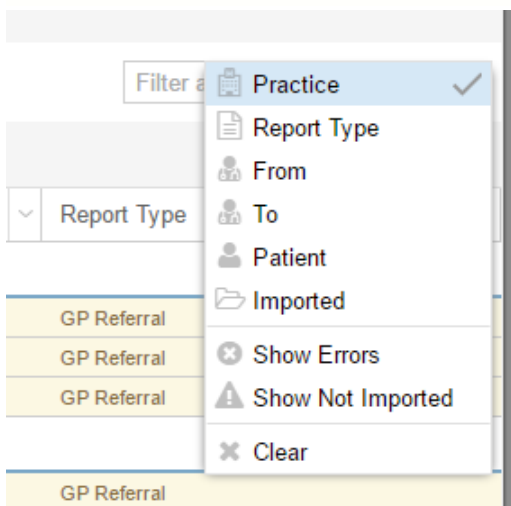 Filter a
Practice
Report Type
From
To
Report Type
Patient
Imported
GP Referral
Show Errors
GP Referral
Show Not Imported
GP Referral
Clear
GP Referral